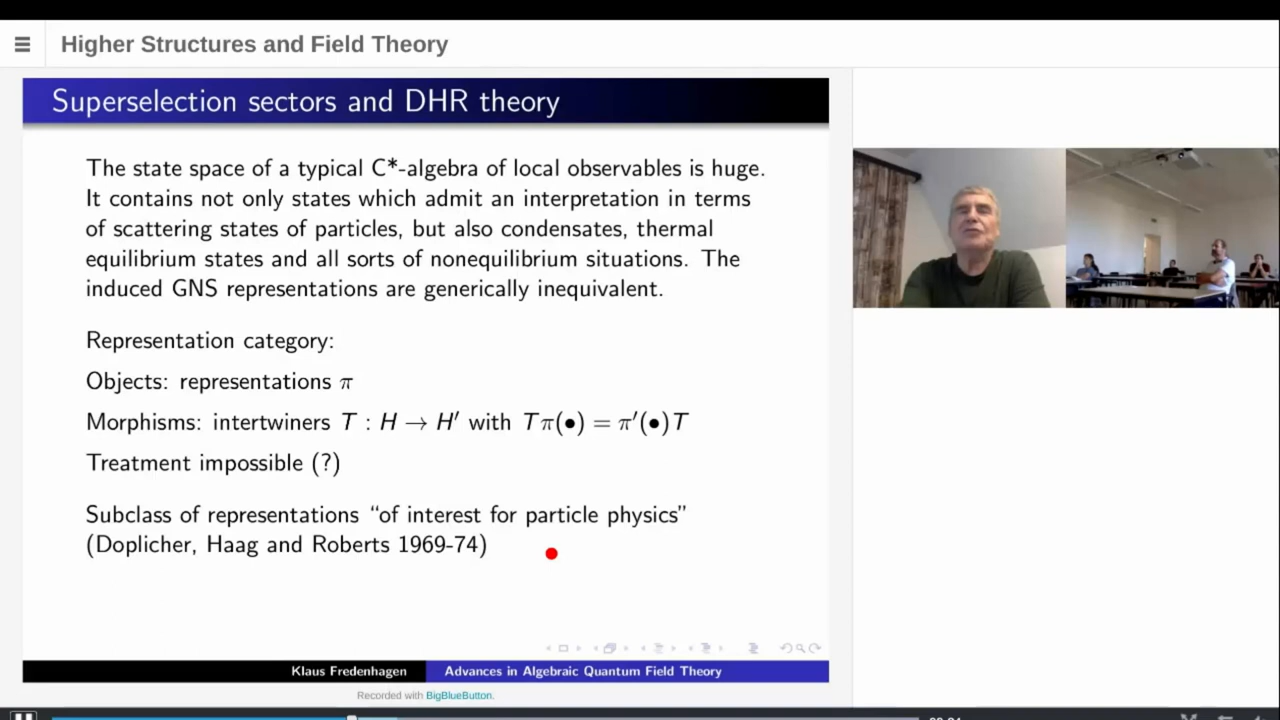 Higher Structures and Field Theory
Superselection sectors and DHR theory
The state space of a typical C*-algebra of local observables is huge.
It contains not only states which admit an interpretation in terms
of scattering states of particles, but also condensates, thermal
equilibrium states and all sorts of nonequilibrium situations. The
induced GNS representations are generically inequivalent.
Representation category:
Objects: representations π
Morphisms: intertwiners T : H → H′ with Tπ(•) = π′(•)T
Treatment impossible (?)
Subclass of representations “of interest for particle physics”
(Doplicher, Haag and Roberts 1969-74)
Klaus Fredenhagen
Advances in Algebraic Quantum Field Theory
Recorded with BigBlueButton.